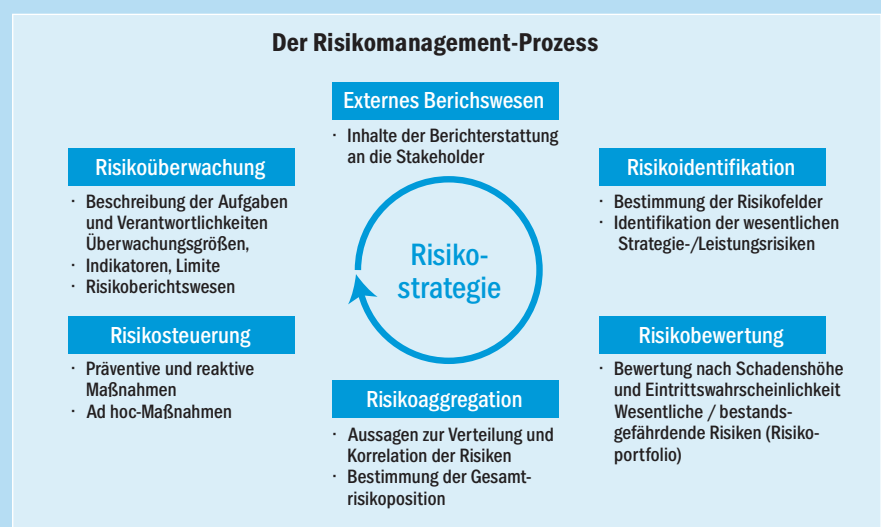 Der Risikomanagement-Prozess
Externes Berichswesen
· Inhalte der Berichterstattung
an die Stakeholder
Risikoidentifikation
· Bestimmung der Risikofelder
· Identifikation der wesentlichen
Strategie-/Leistungsrisiken
Risikobewertung
· Bewertung nach Schadenshöhe
und Eintrittswahrscheinlichkeit
Wesentliche / bestands-
gefährdende Risiken (Risiko-
portfolio)
Risikoaggregation
· Aussagen zur Verteilung und
Korrelation der Risiken
· Bestimmung der Gesamt-
risikoposition
Risikosteuerung
· Präventive und reaktive
Maßnahmen
· Ad hoc-Maßnahmen
Risikoüberwachung
· Beschreibung der Aufgaben
und Verantwortlichkeiten
Überwachungsgrößen,
· Indikatoren, Limite
· Risikoberichtswesen
Risiko-
strategie